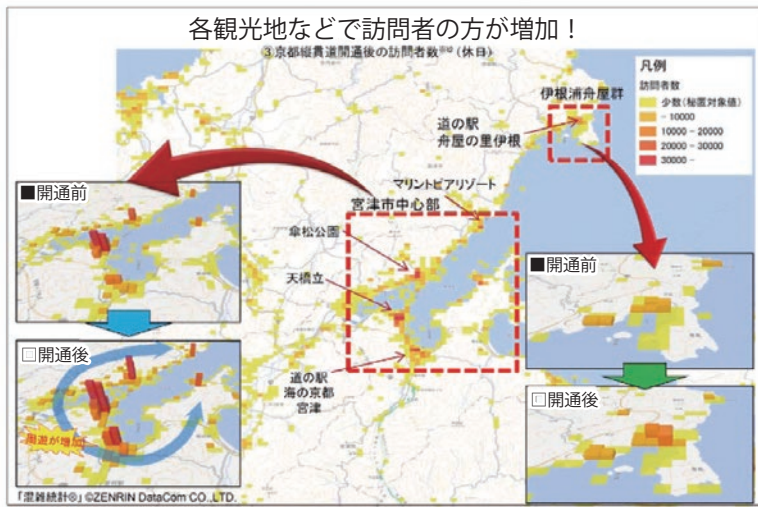 各観光地などで訪問者の方が増加！
③京都縦貫道開通後の訪問者数※¹⁾²⁾(休日)
凡例
訪問者数
少数(秘匿対象値)
- 10000
10000 - 20000
20000 - 30000
30000 -
伊根浦舟屋群
道の駅
舟屋の里伊根
マリントピアリゾート
宮津市中心部
傘松公園
天橋立
道の駅
海の京都
宮津
■開通前
□開通後
周遊が増加
■開通前
□開通後
「混雑統計®」©ZENRIN DataCom CO.,LTD.